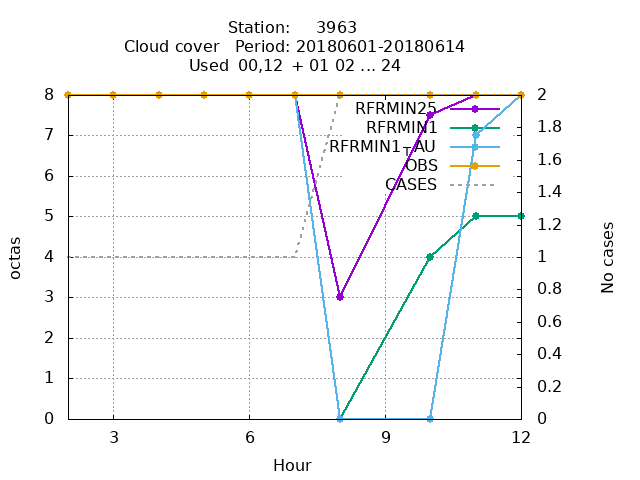 Station: 3963
Cloud cover Period: 20180601-20180614
Used 00,12 + 01 02 ... 24
8
7
6
5
4
3
2
1
0
octas
RFRMIN25
RFRMIN1
RFRMIN1_AU
OBS
CASES
2
1.8
1.6
1.4
1.2
1
0.8
0.6
0.4
0.2
0
No cases
3
6
9
12
Hour